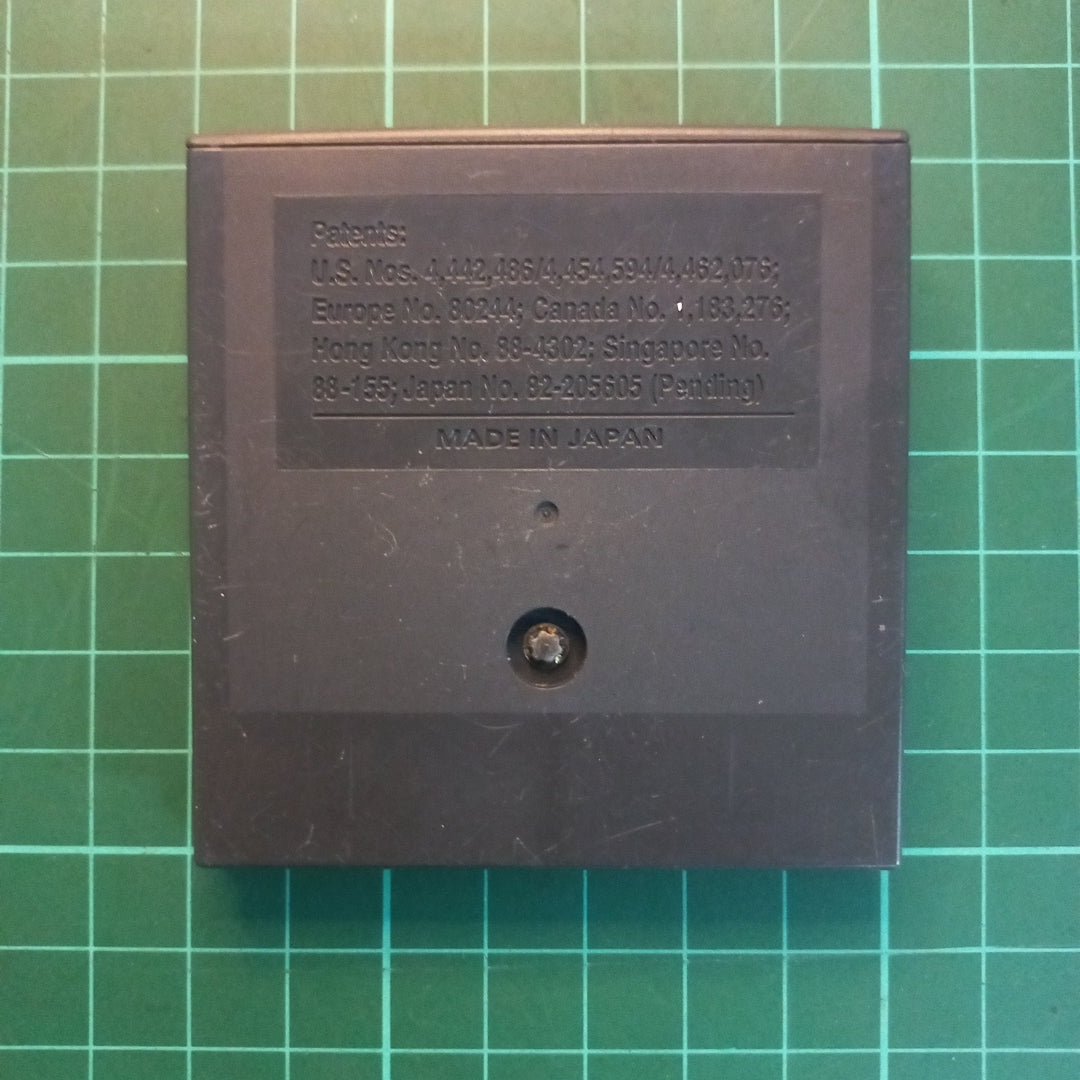 Patents:
U.S. Nos. 4,442,486/4,454,594/4,462,076;
Europe No. 80244; Canada No. 1,183,276;
Hong Kong No. 88-4302; Singapore No.
88-155; Japan No. 82-205605 (Pending)
MADE IN JAPAN